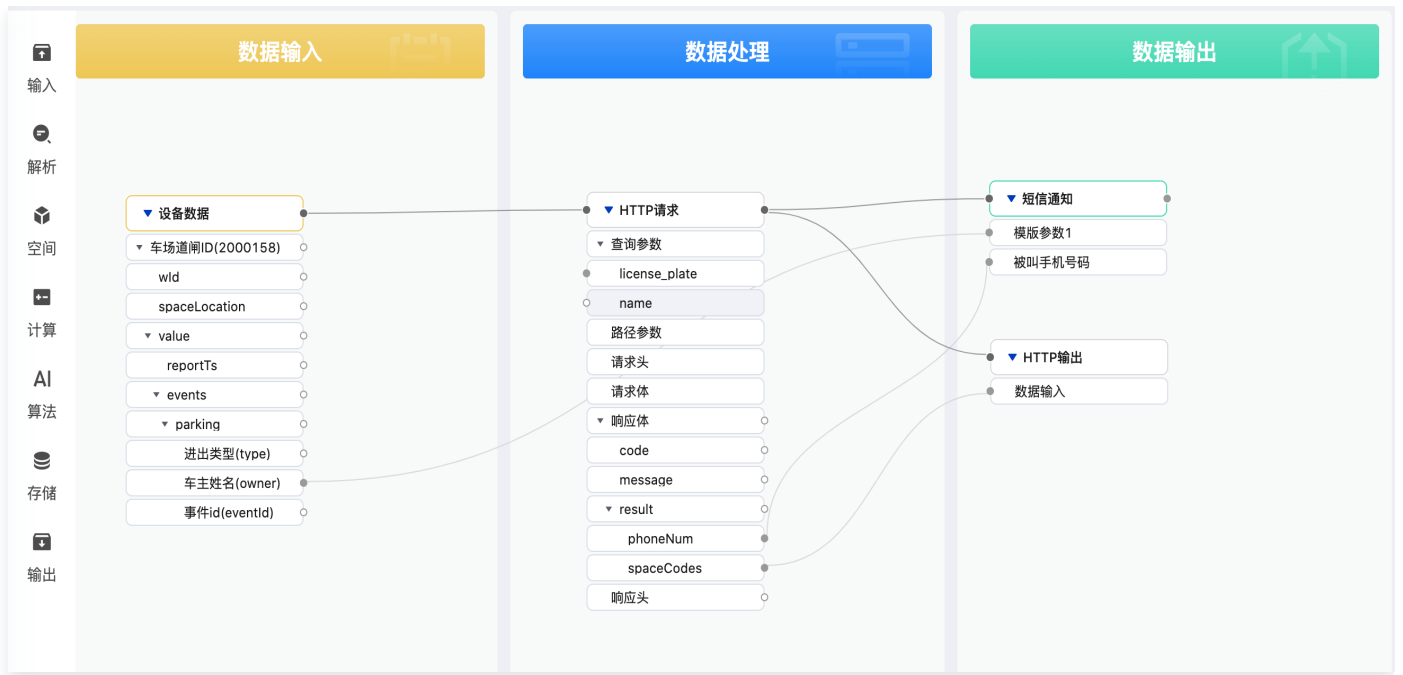 输入
解析
空间
计算
AI
算法
存储
输出
数据输入
设备数据
车场道闸ID(2000158)
wId
spaceLocation
value
reportTs
events
parking
进出类型(type)
车主姓名(owner)
事件id(eventId)
数据处理
HTTP请求
查询参数
license_plate
name
路径参数
请求头
请求体
响应体
code
message
result
phoneNum
spaceCodes
响应头
数据输出
短信通知
模版参数1
被叫手机号码
HTTP输出
数据输入